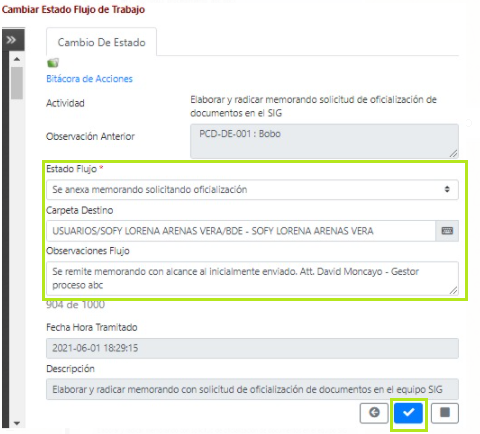 Cambiar Estado Flujo de Trabajo
Cambio De Estado
Bitácora de Acciones
Actividad
Elaborar y radicar memorando solicitud de oficialización de
documentos en el SIG
Observación Anterior
PCD-DE-001 : Bobo
Estado Flujo *
Se anexa memorando solicitando oficialización
Carpeta Destino
USUARIOS/SOFY LORENA ARENAS VERA/BDE - SOFY LORENA ARENAS VERA
Observaciones Flujo
Se remite memorando con alcance al inicialmente enviado. Att. David Moncayo - Gestor
proceso abc
904 de 1000
Fecha Hora Tramitado
2021-06-01 18:29:15
Descripción
Elaborar y radicar memorando con solicitud de oficialización de documentos en el equipo SIG